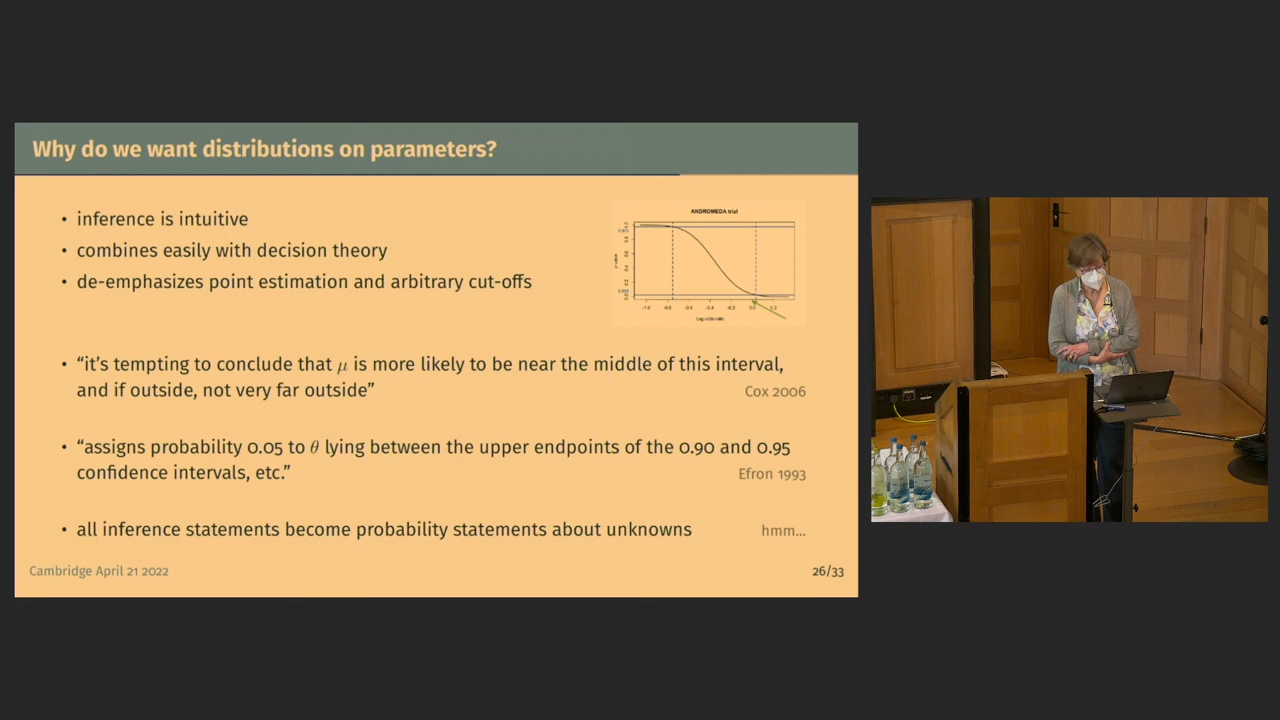 Why do we want distributions on parameters?
• inference is intuitive
• combines easily with decision theory
• de-emphasizes point estimation and arbitrary cut-offs
ANDROMEDA trial
Log odds ratio
• “it’s tempting to conclude that μ is more likely to be near the middle of this interval,
and if outside, not very far outside”
Cox 2006
• “assigns probability 0.05 to θ lying between the upper endpoints of the 0.90 and 0.95
confidence intervals, etc.”
Efron 1993
• all inference statements become probability statements about unknowns
hmm...
Cambridge April 21 2022
26/33